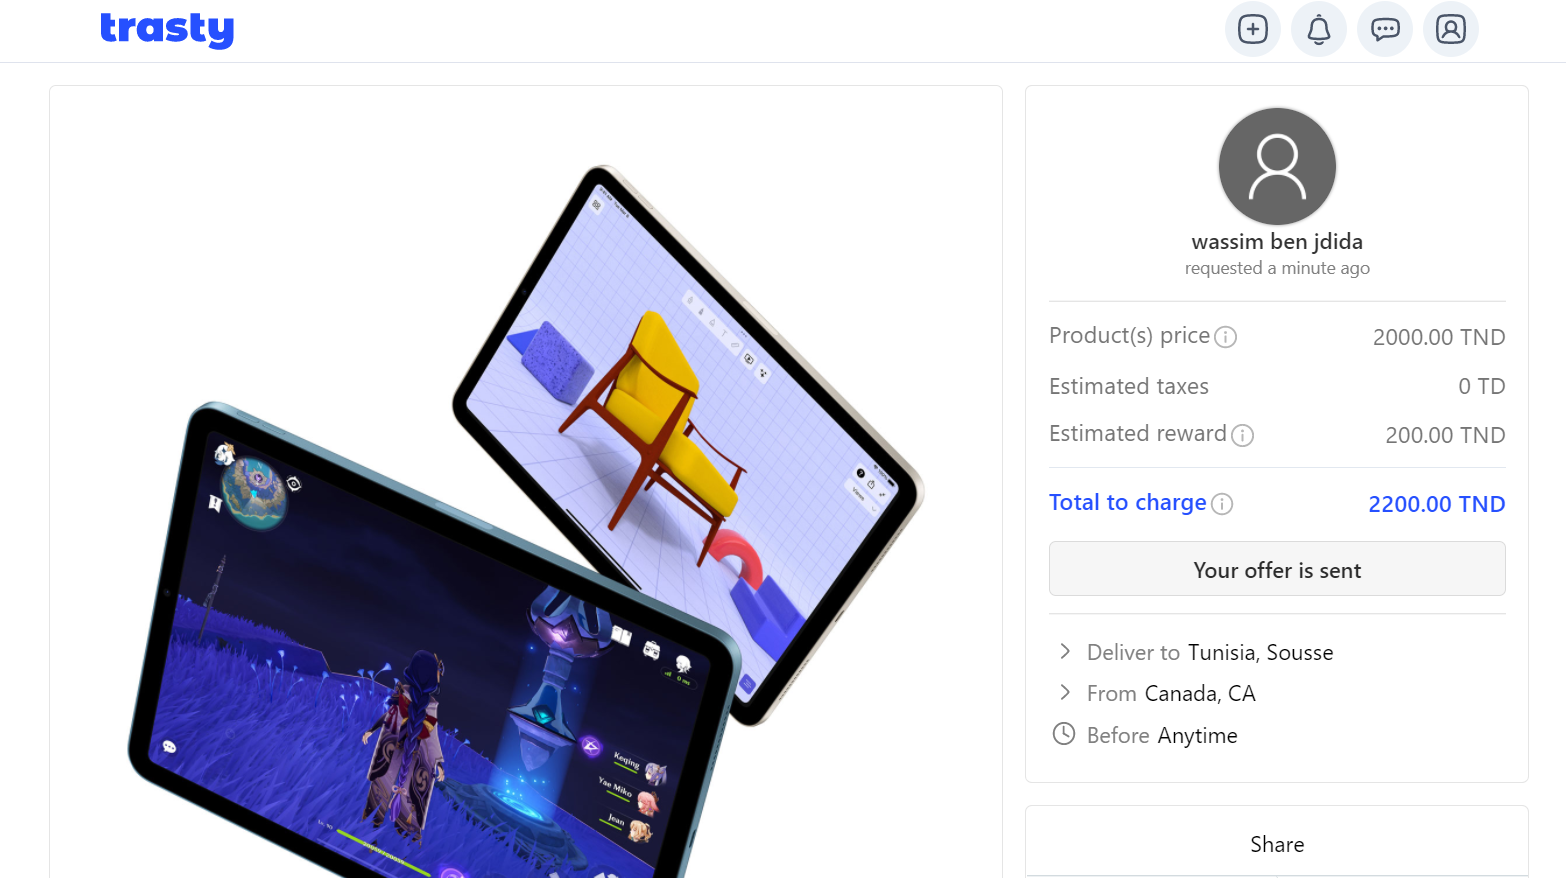 trasty
wassim ben jdida
requested a minute ago
Product(s) price 2000.00 TND
Estimated taxes 0 TD
Estimated reward 200.00 TND
Total to charge 2200.00 TND
Your offer is sent
Deliver to Tunisia, Sousse
From Canada, CA
Before Anytime
Share
Keqing
Yae Miko
Jean